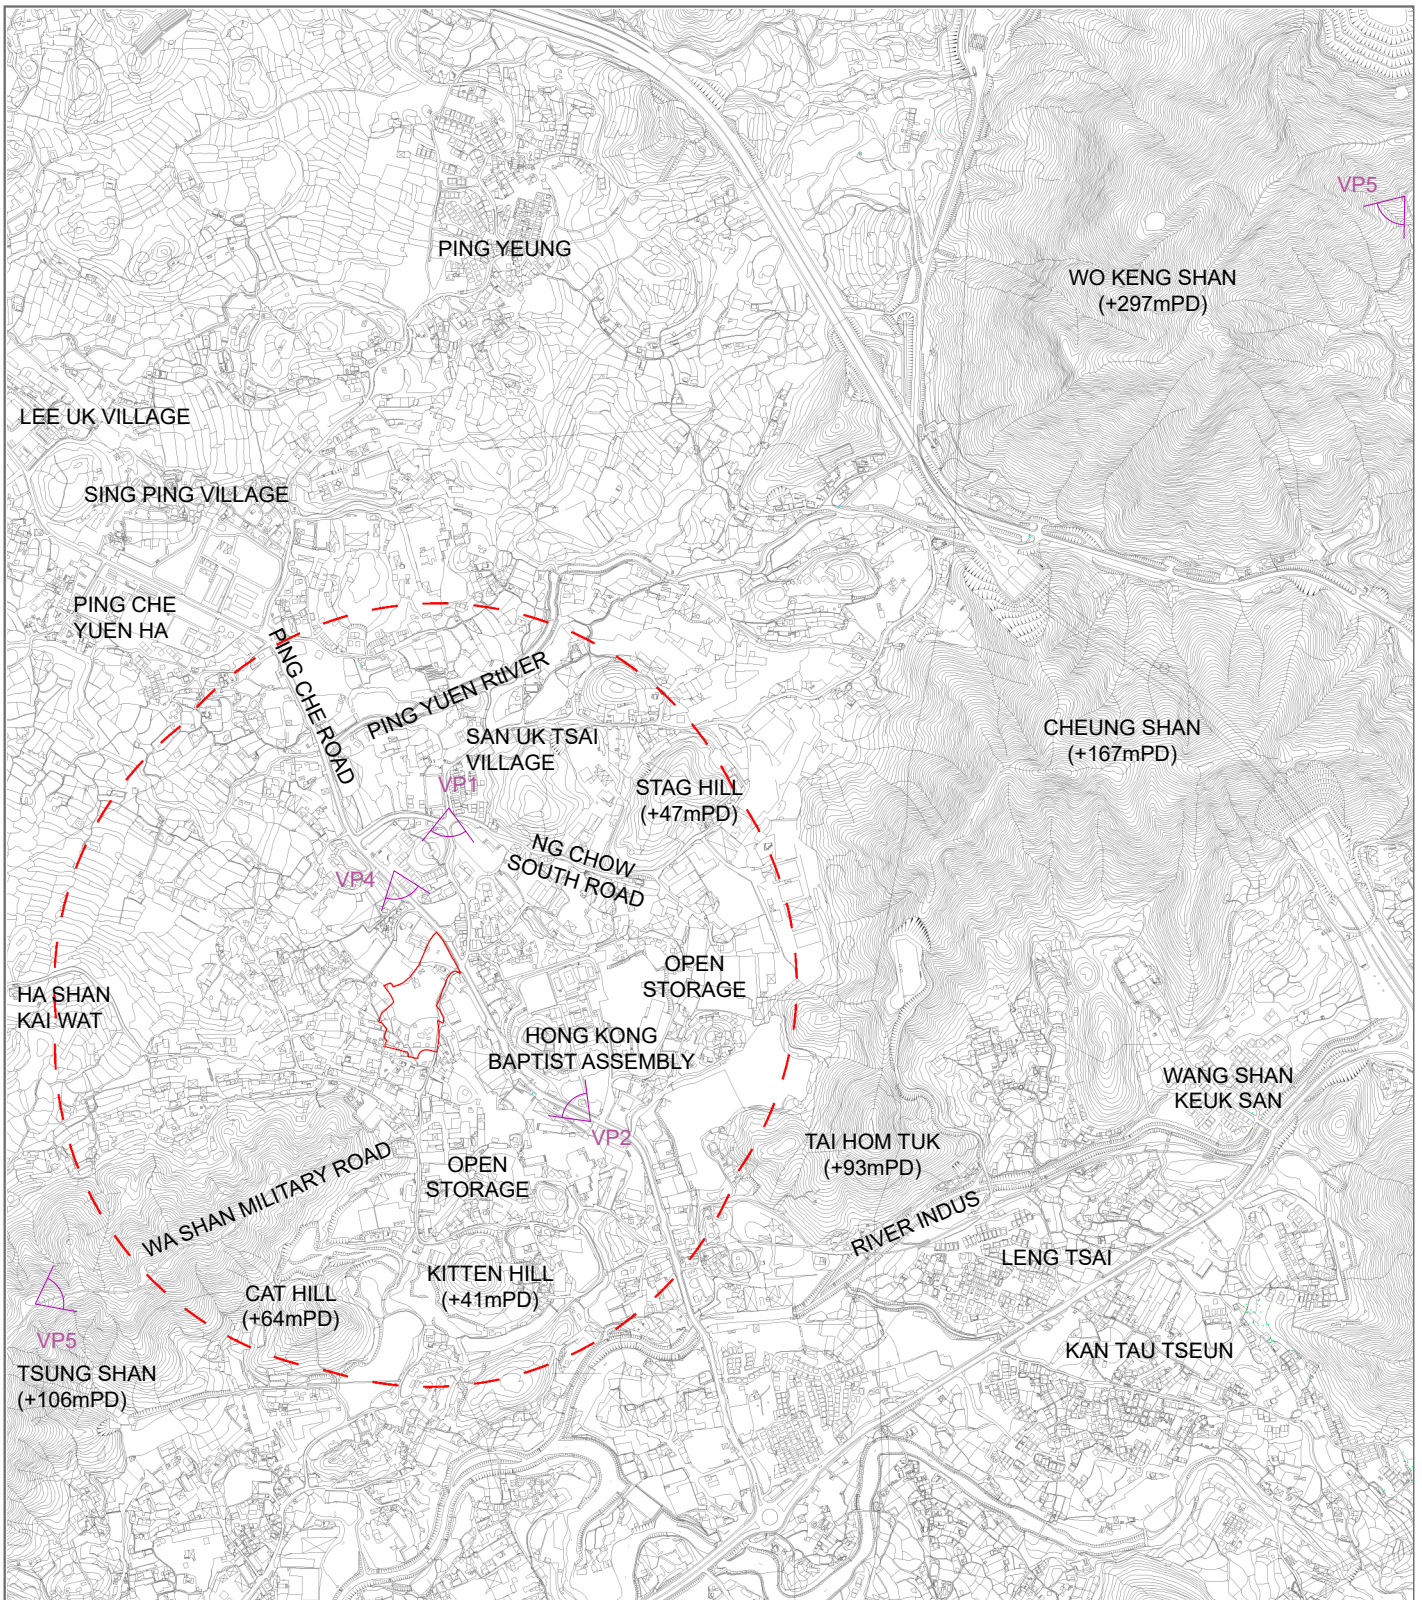 VP5
PING YEUNG
WO KENG SHAN
(+297mPD)
LEE UK VILLAGE
SING PING VILLAGE
PING CHE
YUEN HA
PING CHE ROAD
PING YUEN RtIVER
SAN UK TSAI
VILLAGE
CHEUNG SHAN
(+167mPD)
VP1
STAG HILL
(+47mPD)
NG CHOW
SOUTH ROAD
VP4
OPEN
STORAGE
HA SHAN
KAI WAT
HONG KONG
BAPTIST ASSEMBLY
WANG SHAN
KEUK SAN
VP2
TAI HOM TUK
(+93mPD)
OPEN
STORAGE
WA SHAN MILITARY ROAD
RIVER INDUS
LENG TSAI
KITTEN HILL
(+41mPD)
CAT HILL
(+64mPD)
VP5
TSUNG SHAN
(+106mPD)
KAN TAU TSEUN